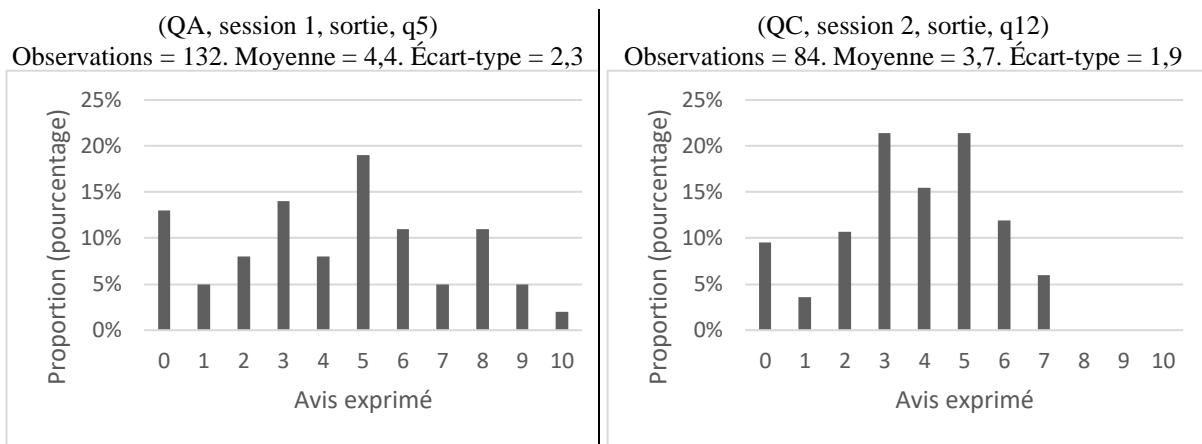 (QA, session 1, sortie, q5)
Observations = 132. Moyenne = 4,4. Écart-type = 2,3
25%
20%
15%
10%
5%
0%
Proportion (pourcentage)
0 1 2 3 4 5 6 7 8 9 10
Avis exprimé
(QC, session 2, sortie, q12)
Observations = 84. Moyenne = 3,7. Écart-type = 1,9
25%
20%
15%
10%
5%
0%
Proportion (pourcentage)
0 1 2 3 4 5 6 7 8 9 10
Avis exprimé